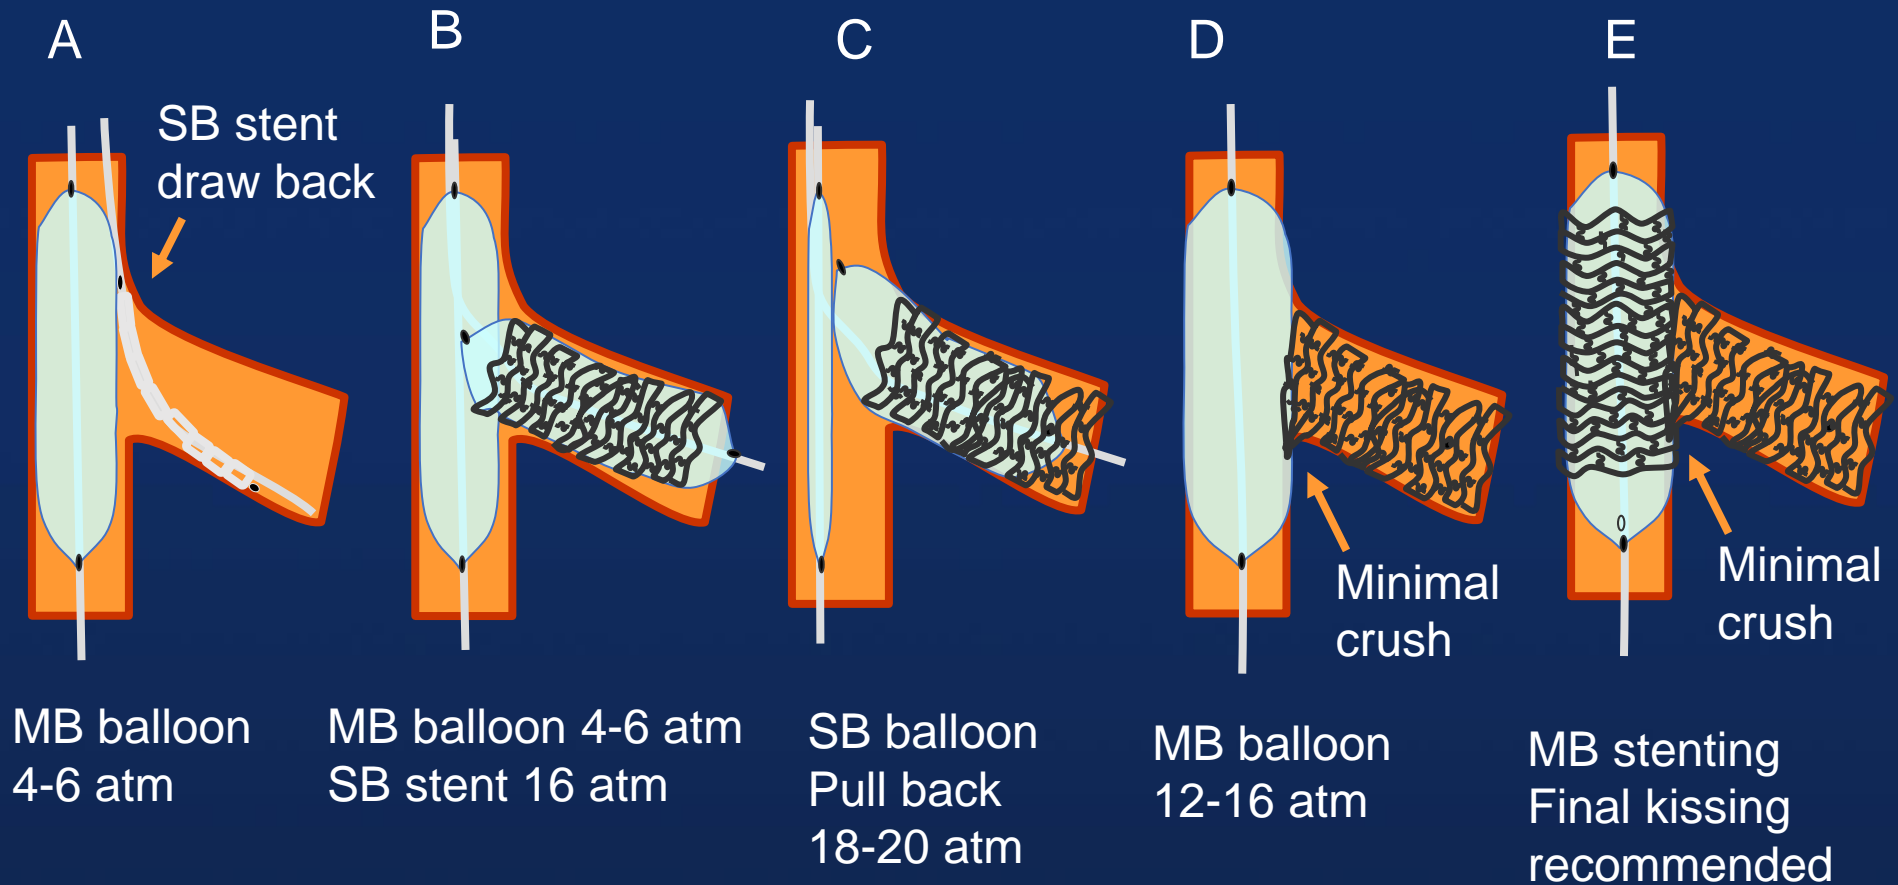 A
B
C
D
E
SB stent
draw back
Minimal
crush
Minimal
crush
MB balloon
4-6 atm
MB balloon 4-6 atm
SB stent 16 atm
SB balloon
Pull back
18-20 atm
MB balloon
12-16 atm
MB stenting
Final kissing
recommended